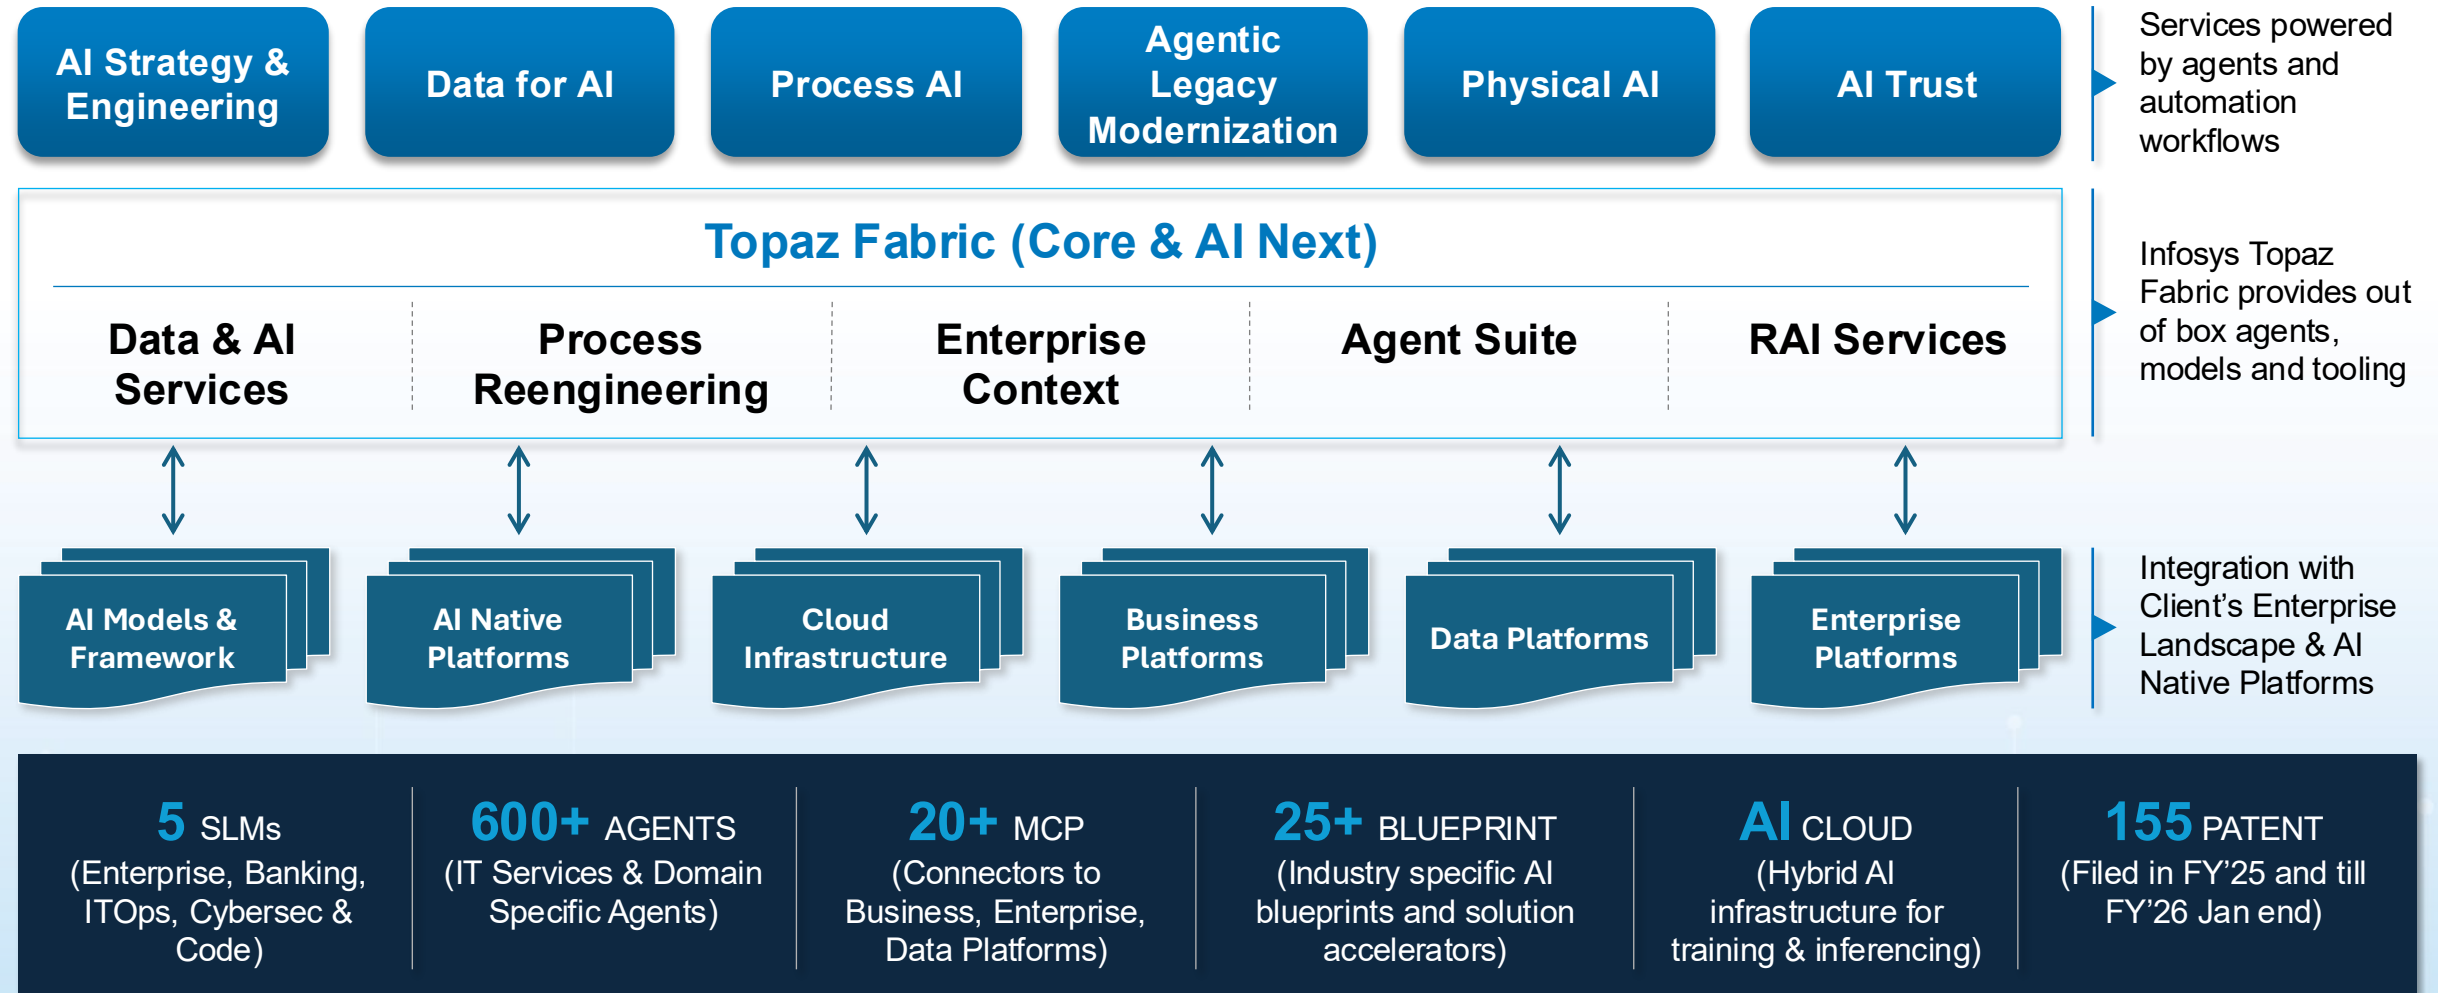 AI Strategy &
Engineering
Data for AI
Process AI
Agentic
Legacy
Modernization
Physical AI
AI Trust
Services powered
by agents and
automation
workflows
Topaz Fabric (Core & AI Next)
Data & AI
Services
Process
Reengineering
Enterprise
Context
Agent Suite
RAI Services
Infosys Topaz
Fabric provides out
of box agents,
models and tooling
AI Models &
Framework
AI Native
Platforms
Cloud
Infrastructure
Business
Platforms
Data Platforms
Enterprise
Platforms
Integration with
Client’s Enterprise
Landscape & AI
Native Platforms
5 SLMs
(Enterprise, Banking,
ITOps, Cybersec &
Code)
600+ AGENTS
(IT Services & Domain
Specific Agents)
20+ MCP
(Connectors to
Business, Enterprise,
Data Platforms)
25+ BLUEPRINT
(Industry specific AI
blueprints and solution
accelerators)
AI CLOUD
(Hybrid AI
infrastructure for
training & inferencing)
155 PATENT
(Filed in FY’25 and till
FY’26 Jan end)